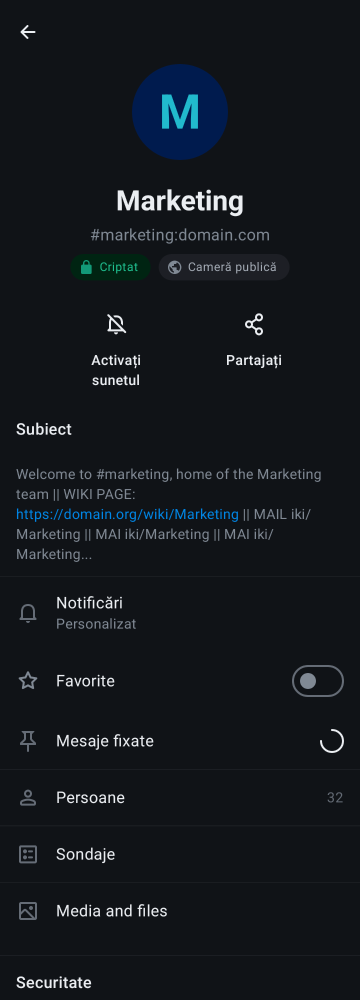 M
Marketing
#marketing:domain.com
Criptat
Cameră publică
Activați
sunetul
Partajați
Subiect
Welcome to #marketing, home of the Marketing
team || WIKI PAGE:
https://domain.org/wiki/Marketing || MAIL iki/
Marketing || MAI iki/Marketing || MAI iki/
Marketing...
Notificări
Personalizat
Favorite
Mesaje fixate
Persoane
32
Sondaje
Media and files
Securitate